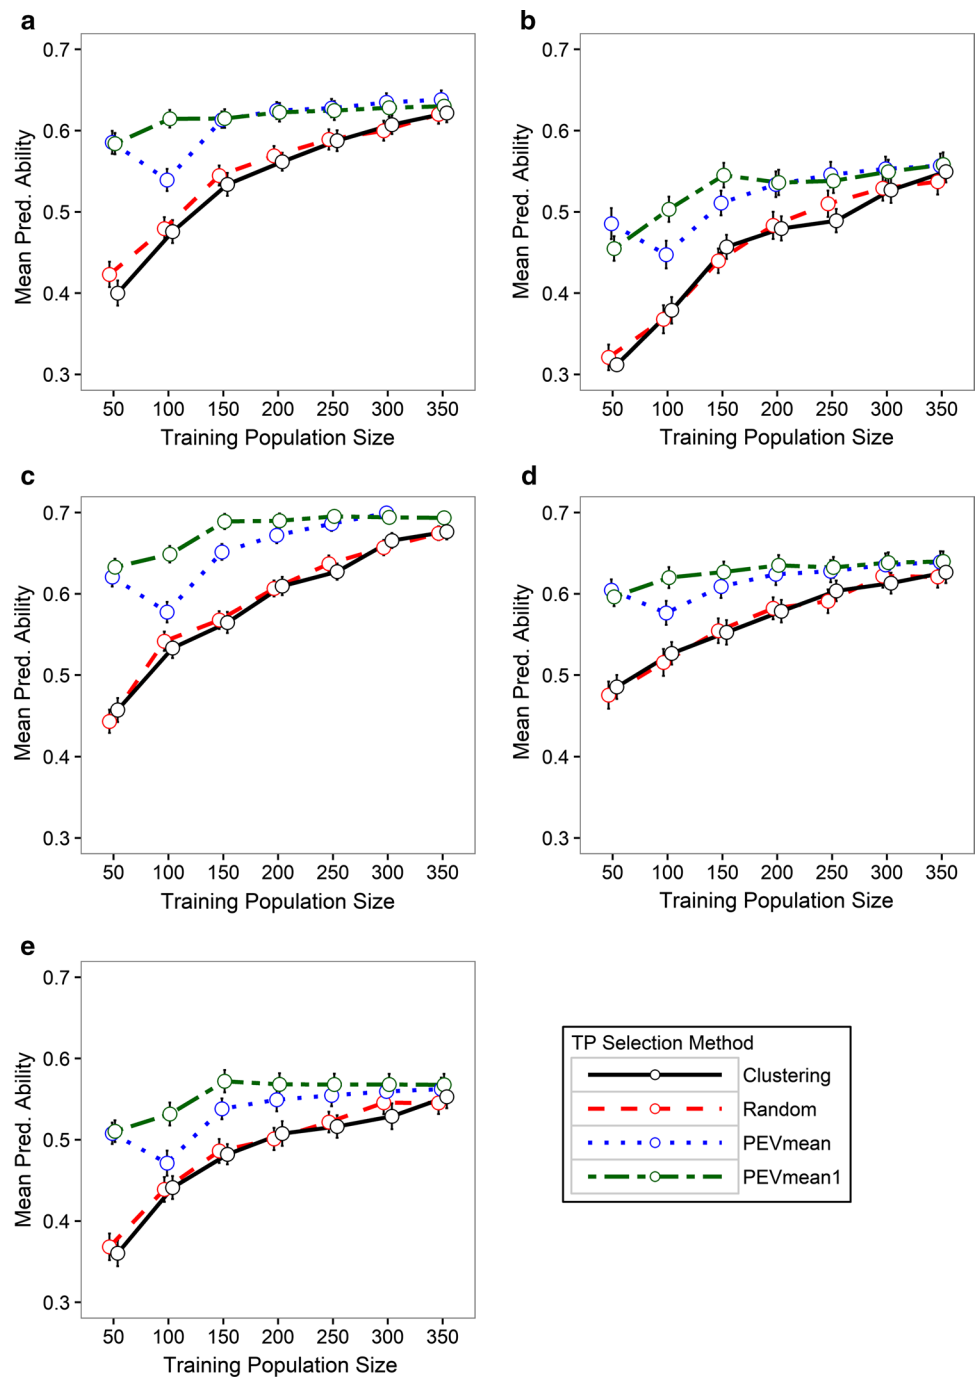 a
0.7
0.6
0.5
0.4
0.3
Mean Pred. Ability
50 100 150 200 250 300 350
Training Population Size
b
0.7
0.6
0.5
0.4
0.3
Mean Pred. Ability
50 100 150 200 250 300 350
Training Population Size
c
0.7
0.6
0.5
0.4
0.3
Mean Pred. Ability
50 100 150 200 250 300 350
Training Population Size
d
0.7
0.6
0.5
0.4
0.3
Mean Pred. Ability
50 100 150 200 250 300 350
Training Population Size
e
0.7
0.6
0.5
0.4
0.3
Mean Pred. Ability
50 100 150 200 250 300 350
Training Population Size
TP Selection Method
Clustering
Random
PEVmean
PEVmean1